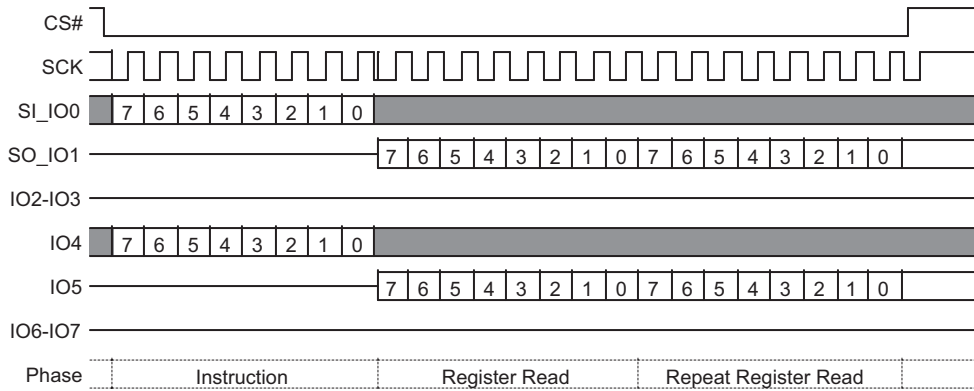 CS#
SCK
SI_IO0 7 6 5 4 3 2 1 0
SO_IO1 7 6 5 4 3 2 1 0 7 6 5 4 3 2 1 0
IO2-IO3
IO4 7 6 5 4 3 2 1 0
IO5 7 6 5 4 3 2 1 0 7 6 5 4 3 2 1 0
IO6-IO7
Phase Instruction Register Read Repeat Register Read